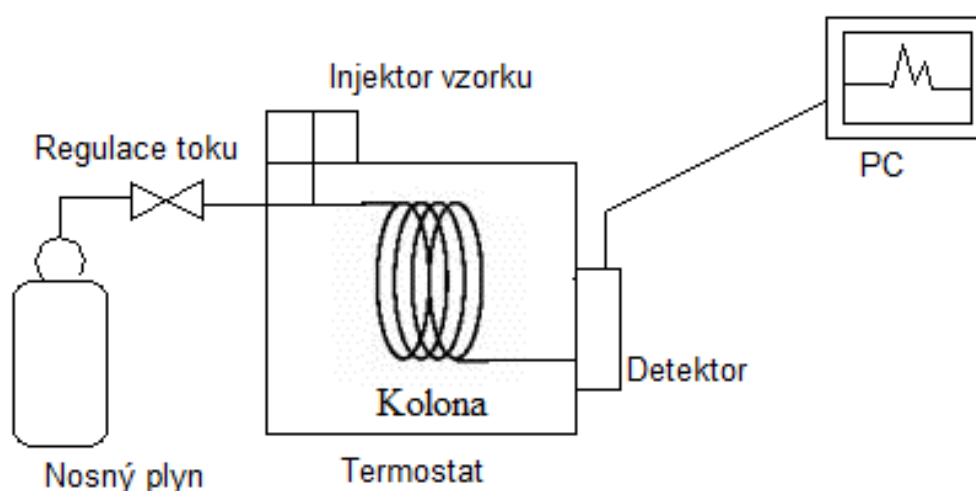 Injektor vzorku
Regulace toku
PC
Detektor
Kolona
Termostat
Nosný plyn